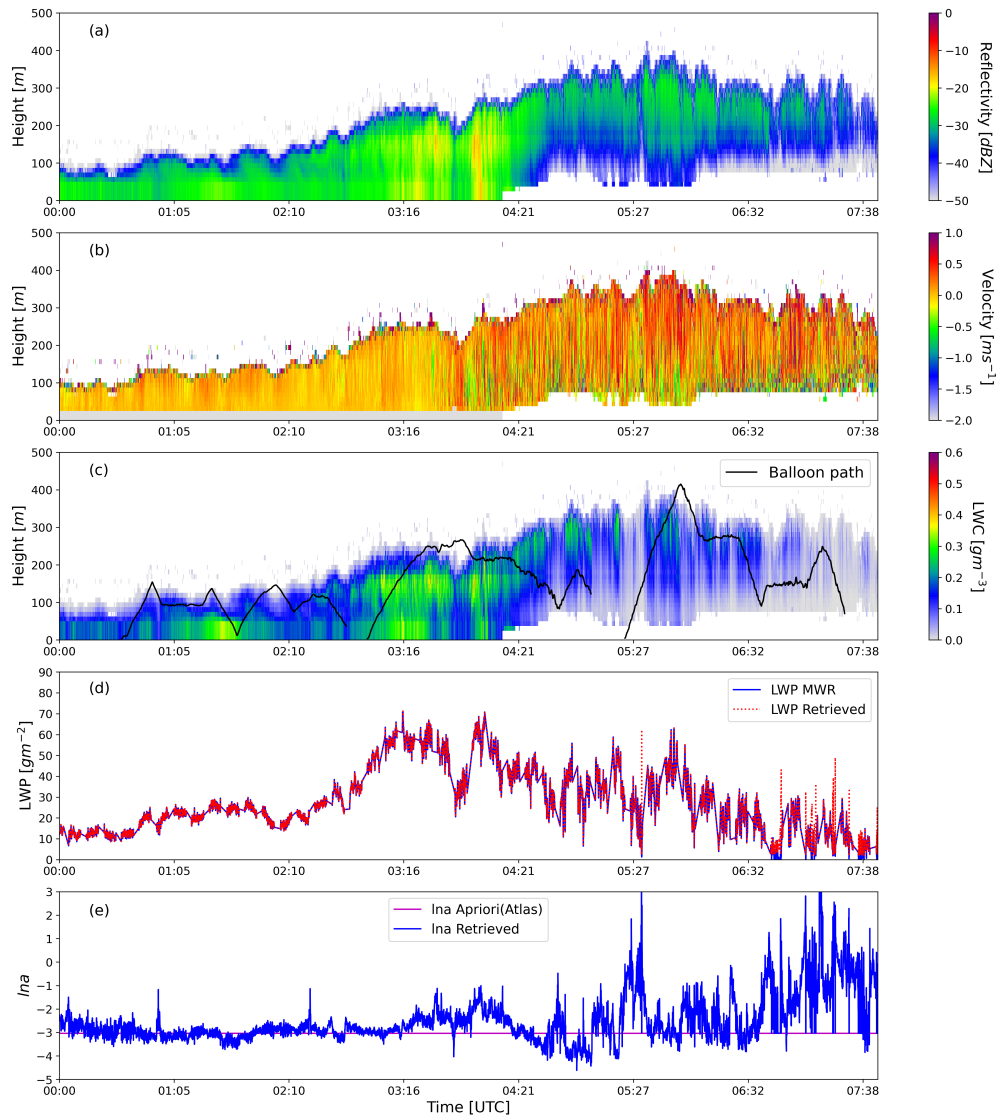 (a)
500
400
300
200
100
0
Height [m]
00:00 01:05 02:10 03:16 04:21 05:27 06:32 07:38
0
−10
−20
−30
−40
−50
Reflectivity [dBZ]
(b)
500
400
300
200
100
0
Height [m]
00:00 01:05 02:10 03:16 04:21 05:27 06:32 07:38
1.0
0.5
0.0
−0.5
−1.0
−1.5
−2.0
Velocity [ms⁻¹]
(c)
Balloon path
500
400
300
200
100
0
Height [m]
00:00 01:05 02:10 03:16 04:21 05:27 06:32 07:38
0.6
0.5
0.4
0.3
0.2
0.1
0.0
LWC [gm⁻³]
(d)
LWP MWR
LWP Retrieved
90
80
70
60
50
40
30
20
10
0
LWP [gm⁻²]
00:00 01:05 02:10 03:16 04:21 05:27 06:32 07:38
(e)
lna Apriori(Atlas)
lna Retrieved
3
2
1
0
−1
−2
−3
−4
−5
lna
00:00 01:05 02:10 03:16 04:21 05:27 06:32 07:38
Time [UTC]